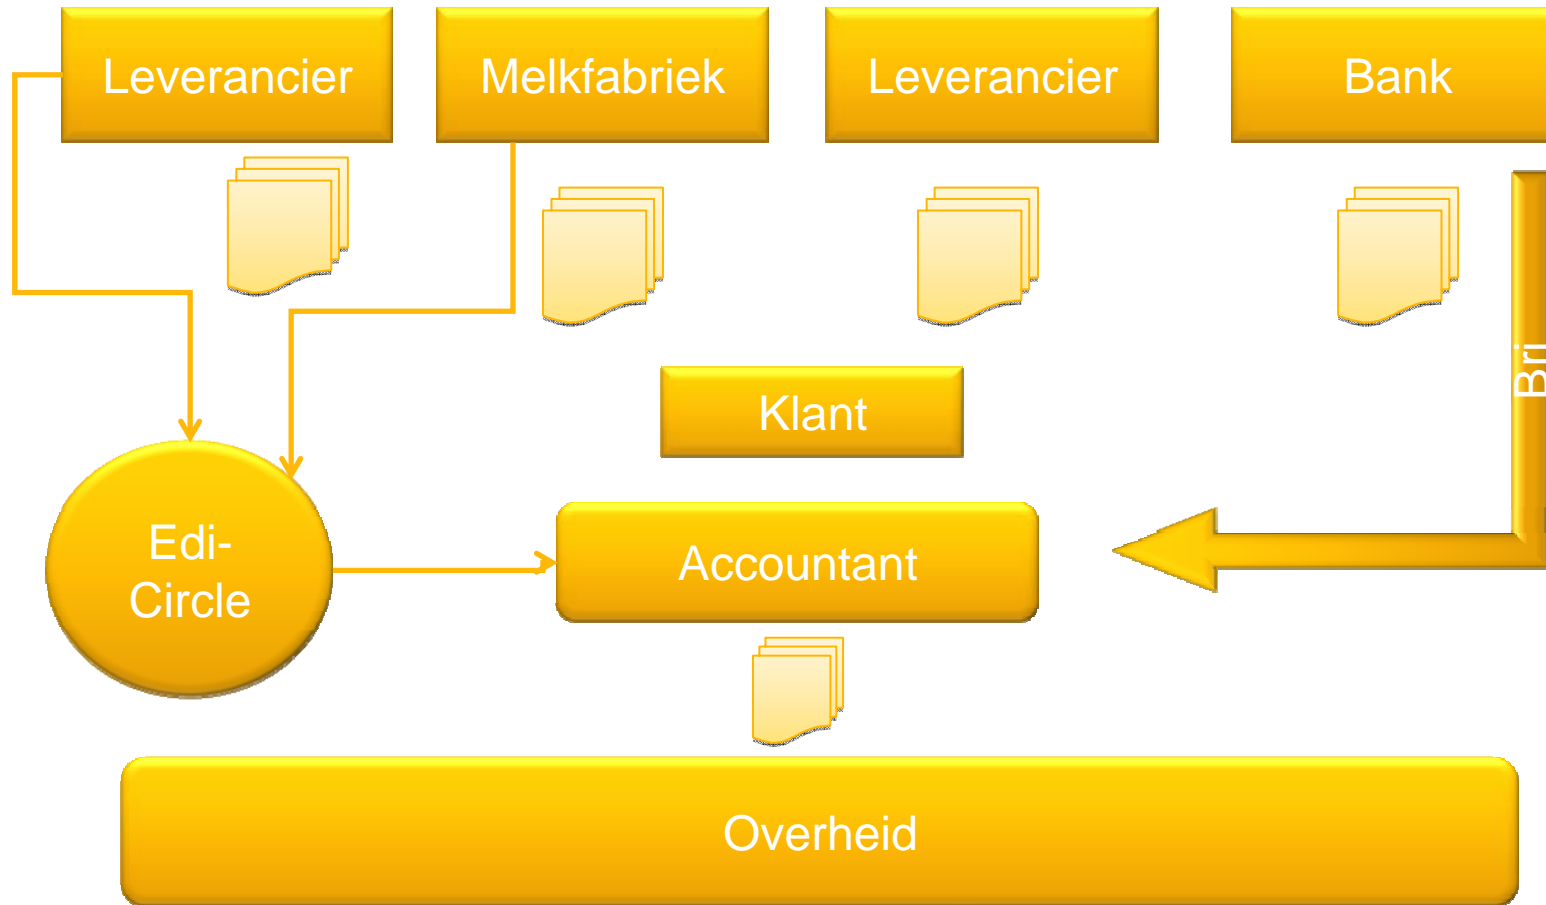 Leverancier
Melkfabriek
Leverancier
Bank
Klant
Edi-
Circle
Accountant
Overheid